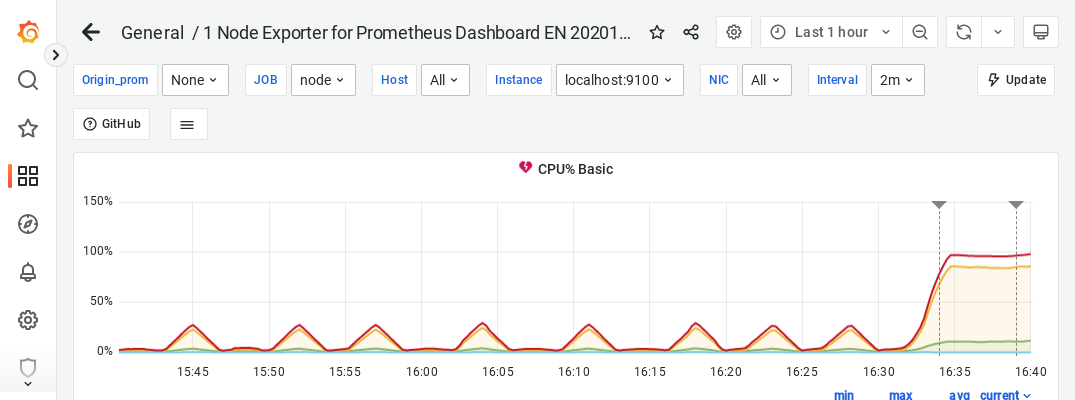 General / 1 Node Exporter for Prometheus Dashboard EN 20201...
Last 1 hour
Origin_prom None JOB node Host All Instance localhost:9100 NIC All Interval 2m Update
GitHub
CPU% Basic
150%
100%
50%
0%
15:45 15:50 15:55 16:00 16:05 16:10 16:15 16:20 16:25 16:30 16:35 16:40
min max avg current